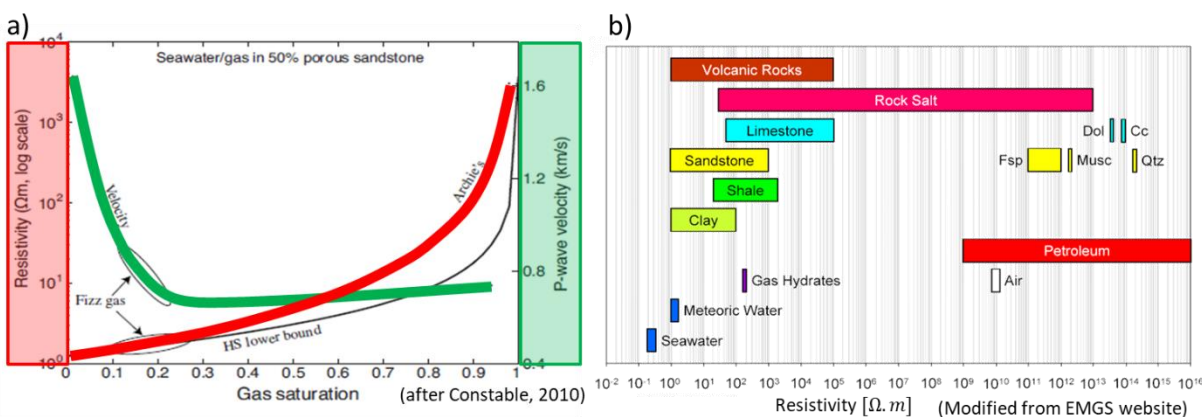 a)
Seawater/gas in 50% porous sandstone
Resistivity (Ωm, log scale)
10⁴
10³
10²
10¹
10⁰
Velocity
Fizz gas
Archie's
HS lower bound
P-wave velocity (km/s)
1.6
1.2
0.8
0.4
0 0.1 0.2 0.3 0.4 0.5 0.6 0.7 0.8 0.9 1
Gas saturation
(after Constable, 2010)
b)
Volcanic Rocks
Rock Salt
Limestone
Dol
Cc
Sandstone
Fsp
Musc
Qtz
Shale
Clay
Petroleum
Gas Hydrates
Air
Meteoric Water
Seawater
10⁻² 10⁻¹ 10⁰ 10¹ 10² 10³ 10⁴ 10⁵ 10⁶ 10⁷ 10⁸ 10⁹ 10¹⁰ 10¹¹ 10¹² 10¹³ 10¹⁴ 10¹⁵ 10¹⁶
Resistivity [Ω.m]
(Modified from EMGS website)